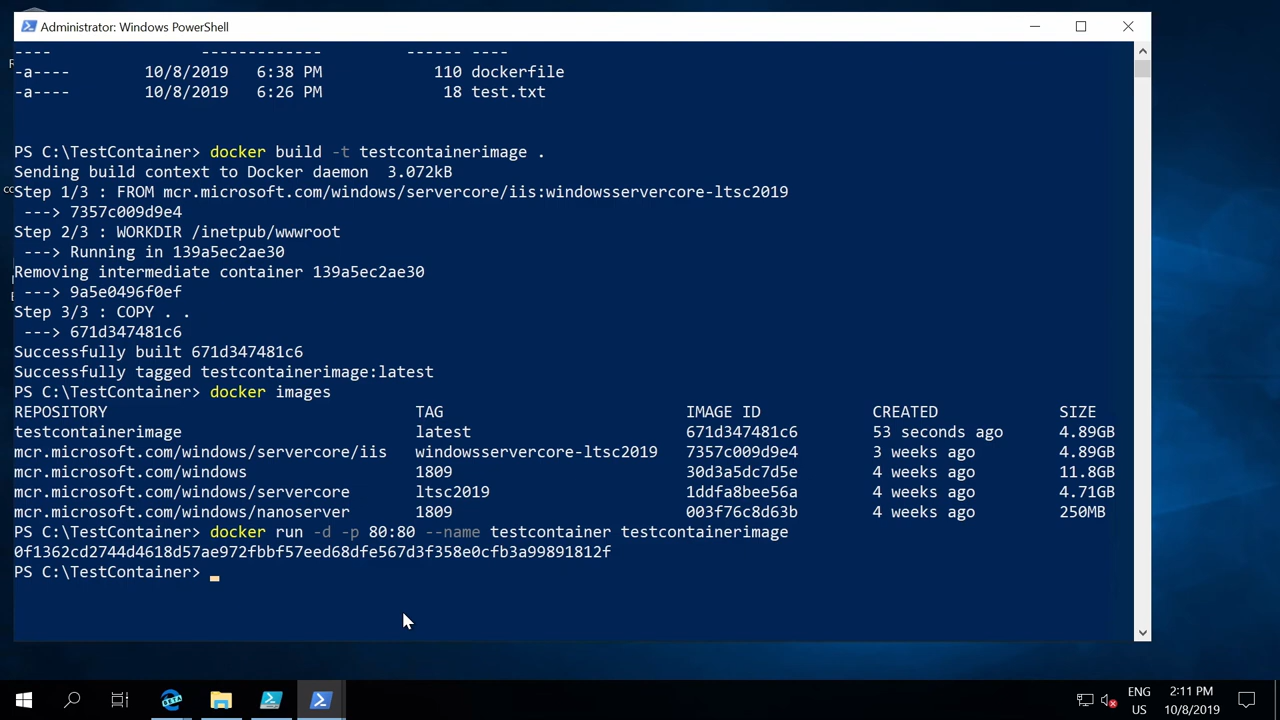 Administrator: Windows PowerShell
---- ------------- ------ ----
-a---- 10/8/2019 6:38 PM 110 dockerfile
-a---- 10/8/2019 6:26 PM 18 test.txt
PS C:\TestContainer> docker build -t testcontainerimage .
Sending build context to Docker daemon 3.072kB
Step 1/3 : FROM mcr.microsoft.com/windows/servercore/iis:windowsservercore-ltsc2019
---> 7357c009d9e4
Step 2/3 : WORKDIR /inetpub/wwwroot
---> Running in 139a5ec2ae30
Removing intermediate container 139a5ec2ae30
---> 9a5e0496f0ef
Step 3/3 : COPY . .
---> 671d347481c6
Successfully built 671d347481c6
Successfully tagged testcontainerimage:latest
PS C:\TestContainer> docker images
REPOSITORY TAG IMAGE ID CREATED SIZE
testcontainerimage latest 671d347481c6 53 seconds ago 4.89GB
mcr.microsoft.com/windows/servercore/iis windowsservercore-ltsc2019 7357c009d9e4 3 weeks ago 4.89GB
mcr.microsoft.com/windows 1809 30d3a5dc7d5e 4 weeks ago 11.8GB
mcr.microsoft.com/windows/servercore ltsc2019 1ddfa8bee56a 4 weeks ago 4.71GB
mcr.microsoft.com/windows/nanoserver 1809 003f76c8d63b 4 weeks ago 250MB
PS C:\TestContainer> docker run -d -p 80:80 --name testcontainer testcontainerimage
0f1362cd2744d4618d57ae972fbbf57eed68dfe567d3f358e0cfb3a99891812f
PS C:\TestContainer>
BETA
ENG 2:11 PM
US 10/8/2019